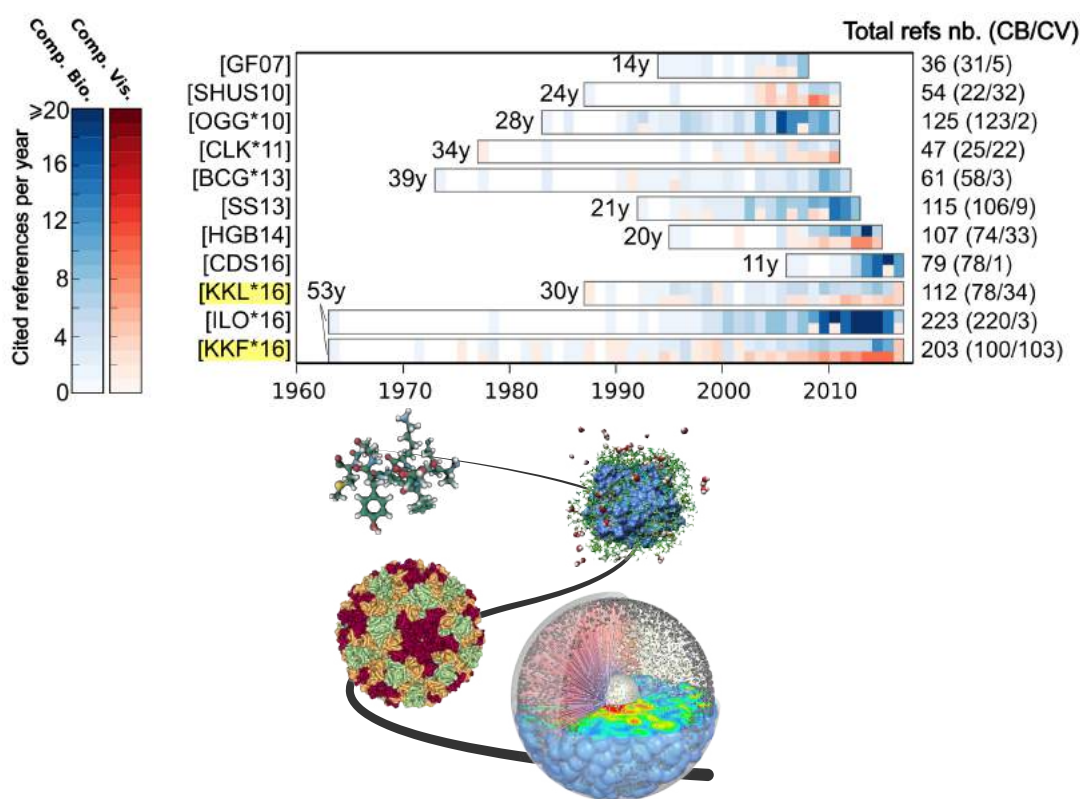 Comp. Bio.
Comp. Vis.
Cited references per year
⩾20
16
12
8
4
0
Total refs nb. (CB/CV)
[GF07] 14y 36 (31/5)
[SHUS10] 24y 54 (22/32)
[OGG*10] 28y 125 (123/2)
[CLK*11] 34y 47 (25/22)
[BCG*13] 39y 61 (58/3)
[SS13] 21y 115 (106/9)
[HGB14] 20y 107 (74/33)
[CDS16] 11y 79 (78/1)
[KKL*16] 53y 30y 112 (78/34)
[ILO*16] 223 (220/3)
[KKF*16] 203 (100/103)
1960 1970 1980 1990 2000 2010